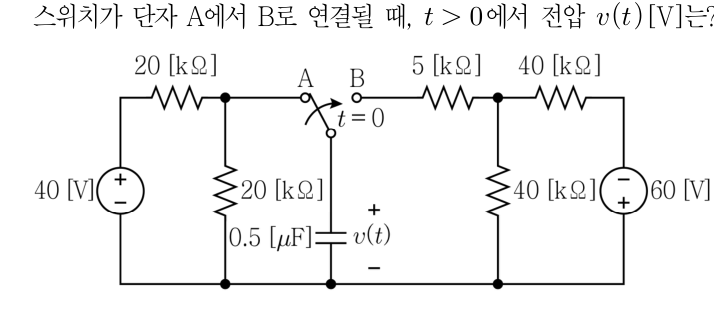 스위치가 단자 A에서 B로 연결될 때, t > 0에서 전압 v(t)[V]는?
20 [kΩ]
A
B
5 [kΩ]
40 [kΩ]
t = 0
40 [V]
+
−
20 [kΩ]
0.5 [μF]
+
v(t)
−
40 [kΩ]
−
+
60 [V]